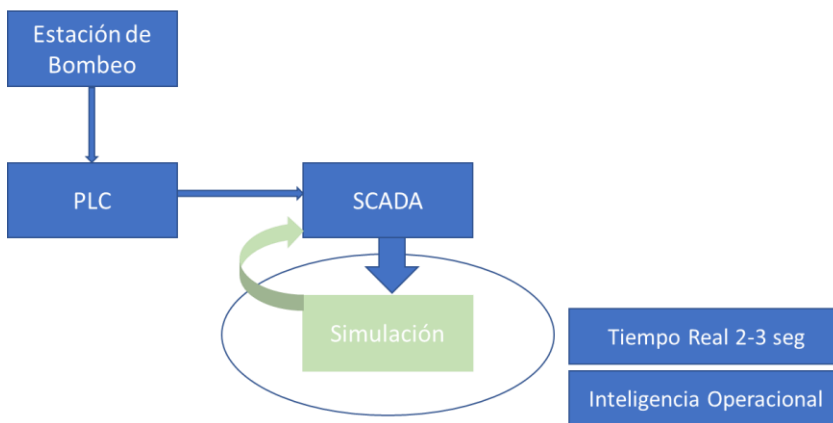 Estación de
Bombeo
PLC
SCADA
Simulación
Tiempo Real 2-3 seg
Inteligencia Operacional